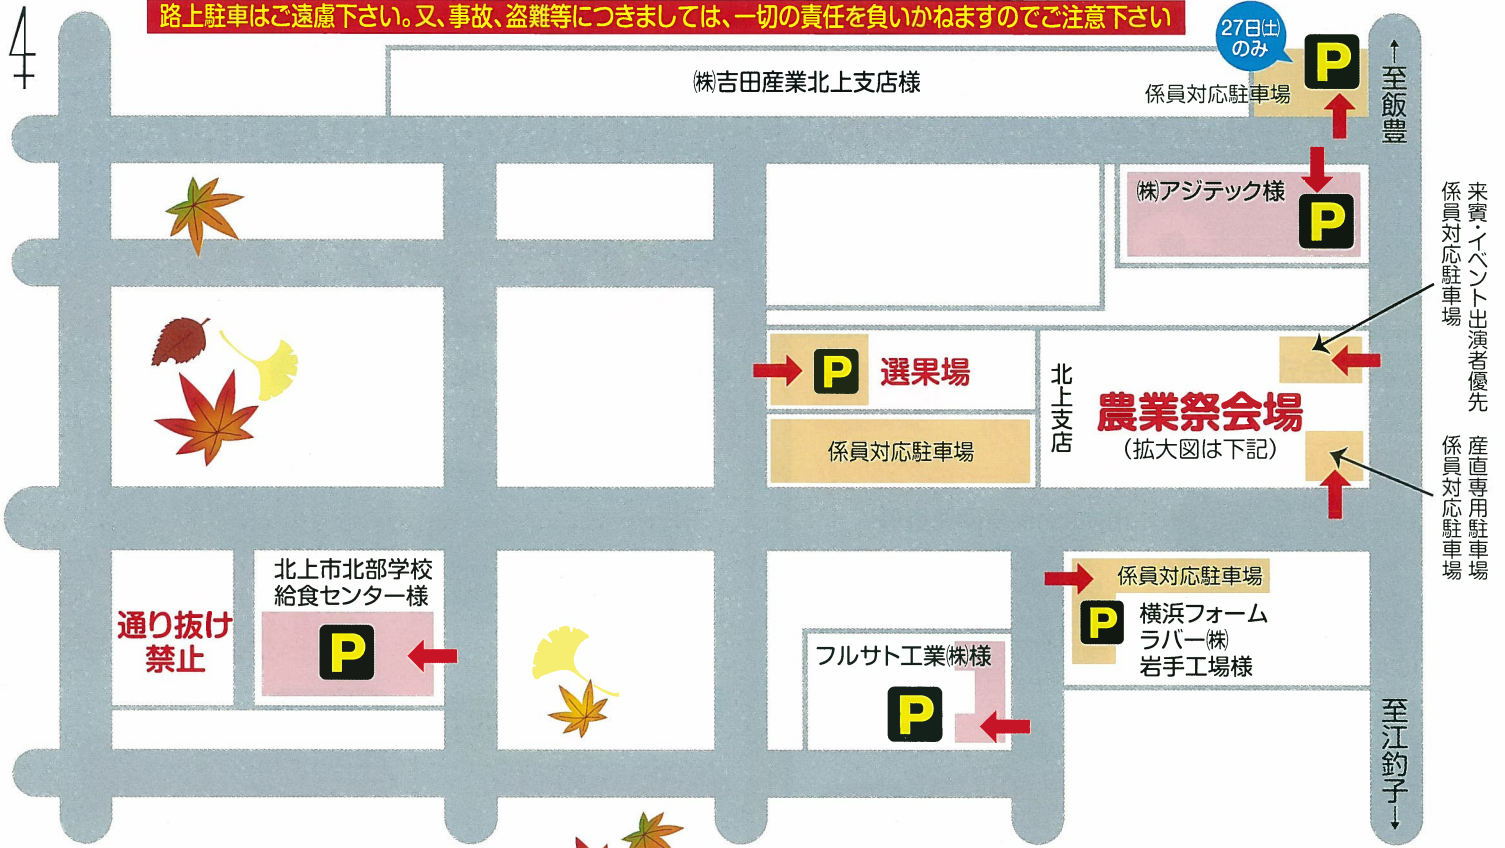 路上駐車はご遠慮下さい。又、事故、盗難等につきましては、一切の責任を負いかねますのでご注意下さい
27日㈯
のみ
P
㈱吉田産業北上支店様
係員対応駐車場
←至飯豊
㈱アジテック様
P
来賓・イベント出演者優先
係員対応駐車場
P
選果場
北上支店
農業祭会場
（拡大図は下記）
係員対応駐車場
産直専用駐車場
係員対応駐車場
北上市北部学校
給食センター様
通り抜け
禁止
P
係員対応駐車場
P
横浜フォーム
ラバー㈱
岩手工場様
フルサト工業㈱様
P
至江釣子→